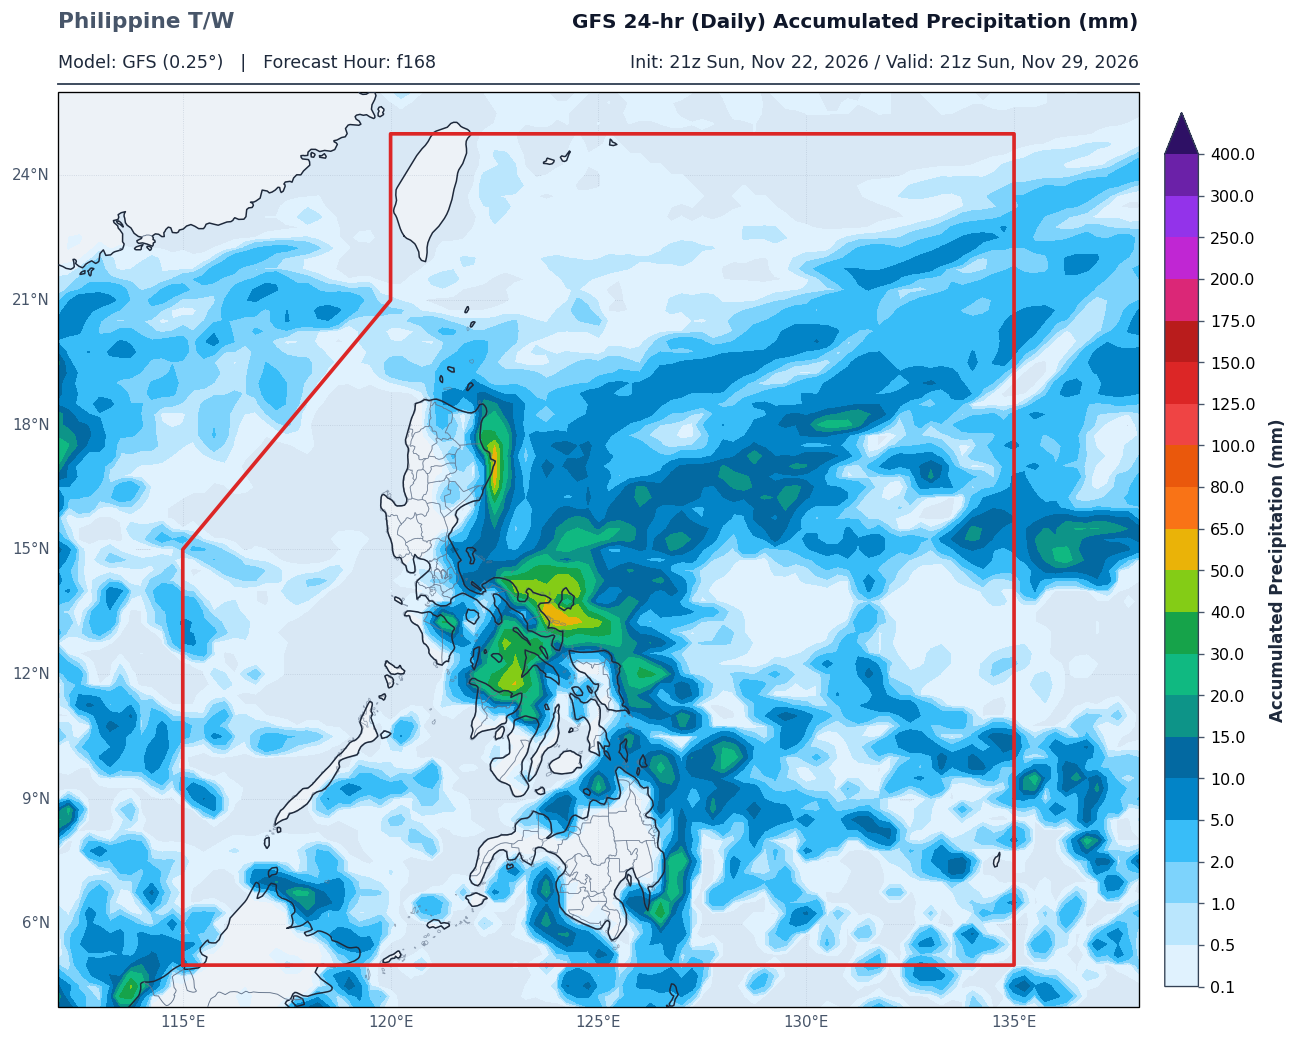 Philippine T/W
GFS 24-hr (Daily) Accumulated Precipitation (mm)
Model: GFS (0.25°)   |   Forecast Hour: f168
Init: 21z Sun, Nov 22, 2026 / Valid: 21z Sun, Nov 29, 2026
24°N
21°N
18°N
15°N
12°N
9°N
6°N
115°E
120°E
125°E
130°E
135°E
400.0
300.0
250.0
200.0
175.0
150.0
125.0
100.0
80.0
65.0
50.0
40.0
30.0
20.0
15.0
10.0
5.0
2.0
1.0
0.5
0.1
Accumulated Precipitation (mm)